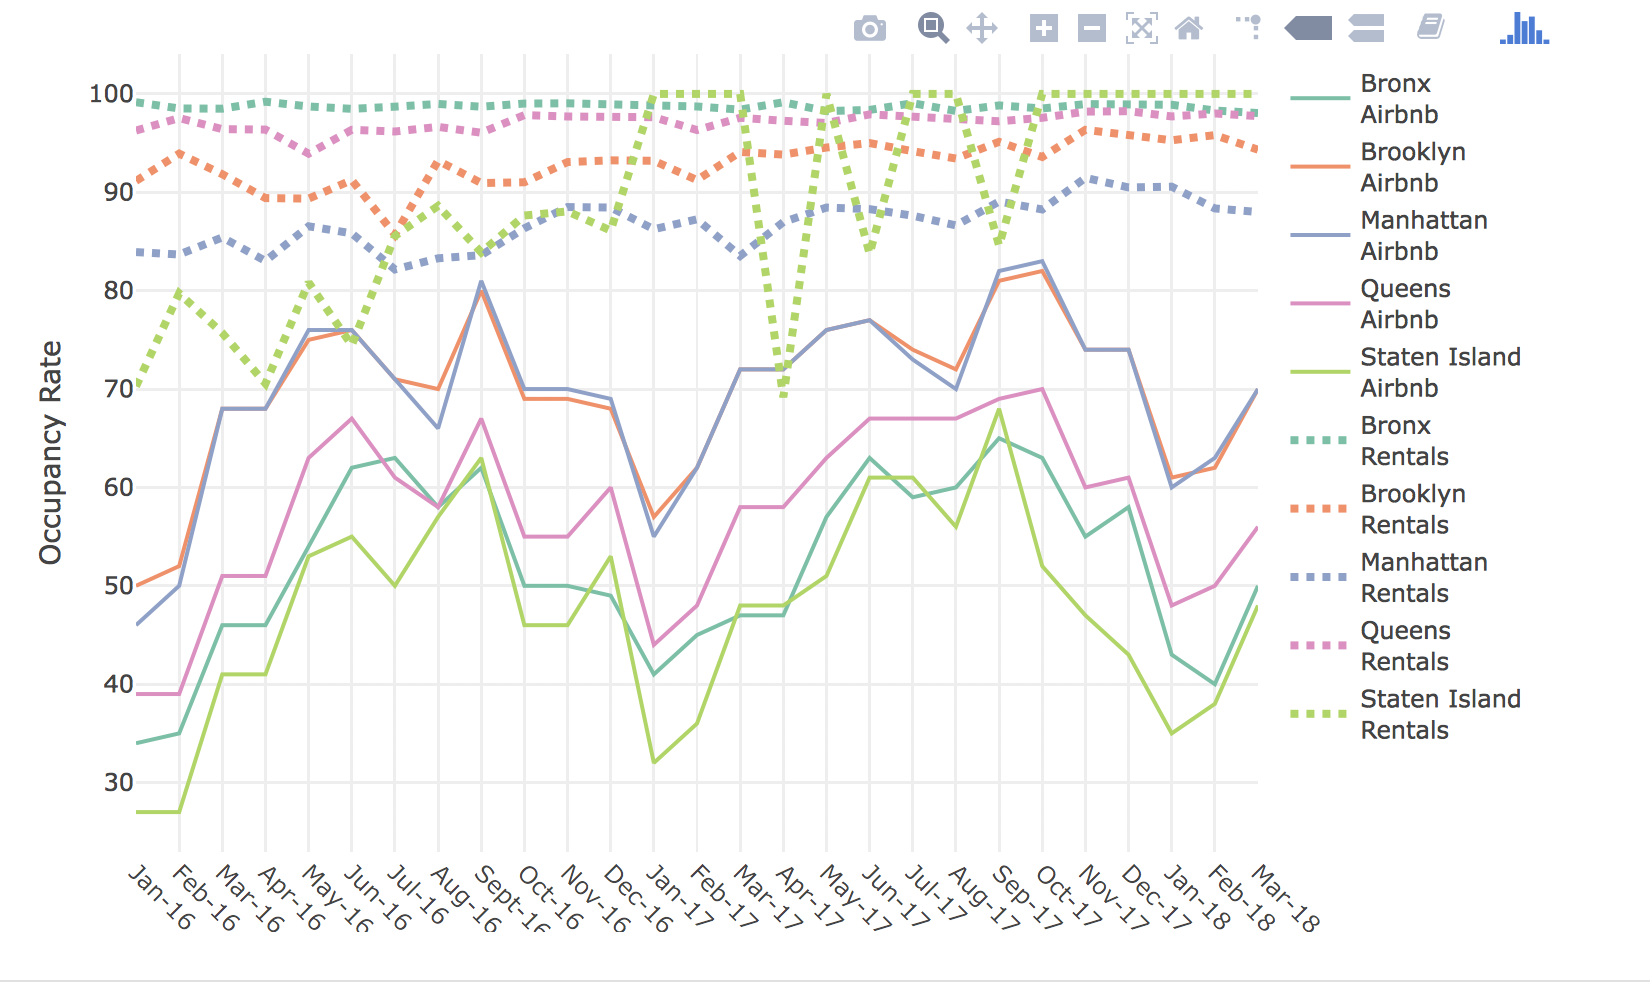 100
90
80
70
60
50
40
30
Occupancy Rate
Jan-16
Feb-16
Mar-16
Apr-16
May-16
Jun-16
Jul-16
Aug-16
Sept-16
Oct-16
Nov-16
Dec-16
Jan-17
Feb-17
Mar-17
Apr-17
May-17
Jun-17
Jul-17
Aug-17
Sep-17
Oct-17
Nov-17
Dec-17
Jan-18
Feb-18
Mar-18
Bronx
Airbnb
Brooklyn
Airbnb
Manhattan
Airbnb
Queens
Airbnb
Staten Island
Airbnb
Bronx
Rentals
Brooklyn
Rentals
Manhattan
Rentals
Queens
Rentals
Staten Island
Rentals